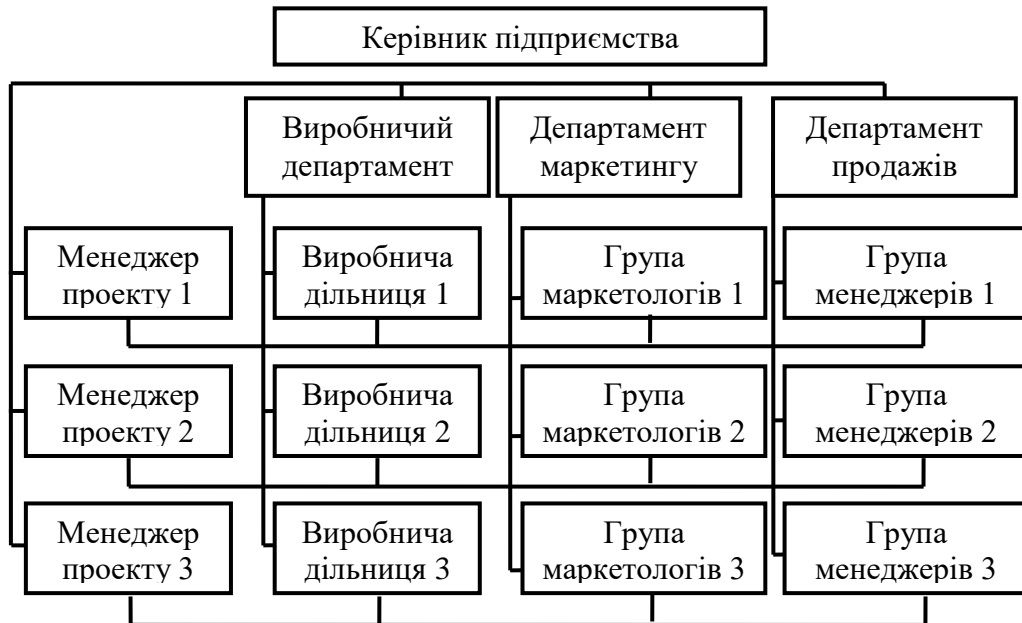 Керівник підприємства
Виробничий
департамент
Департамент
маркетингу
Департамент
продажів
Менеджер
проекту 1
Виробнича
дільниця 1
Група
маркетологів 1
Група
менеджерів 1
Менеджер
проекту 2
Виробнича
дільниця 2
Група
маркетологів 2
Група
менеджерів 2
Менеджер
проекту 3
Виробнича
дільниця 3
Група
маркетологів 3
Група
менеджерів 3